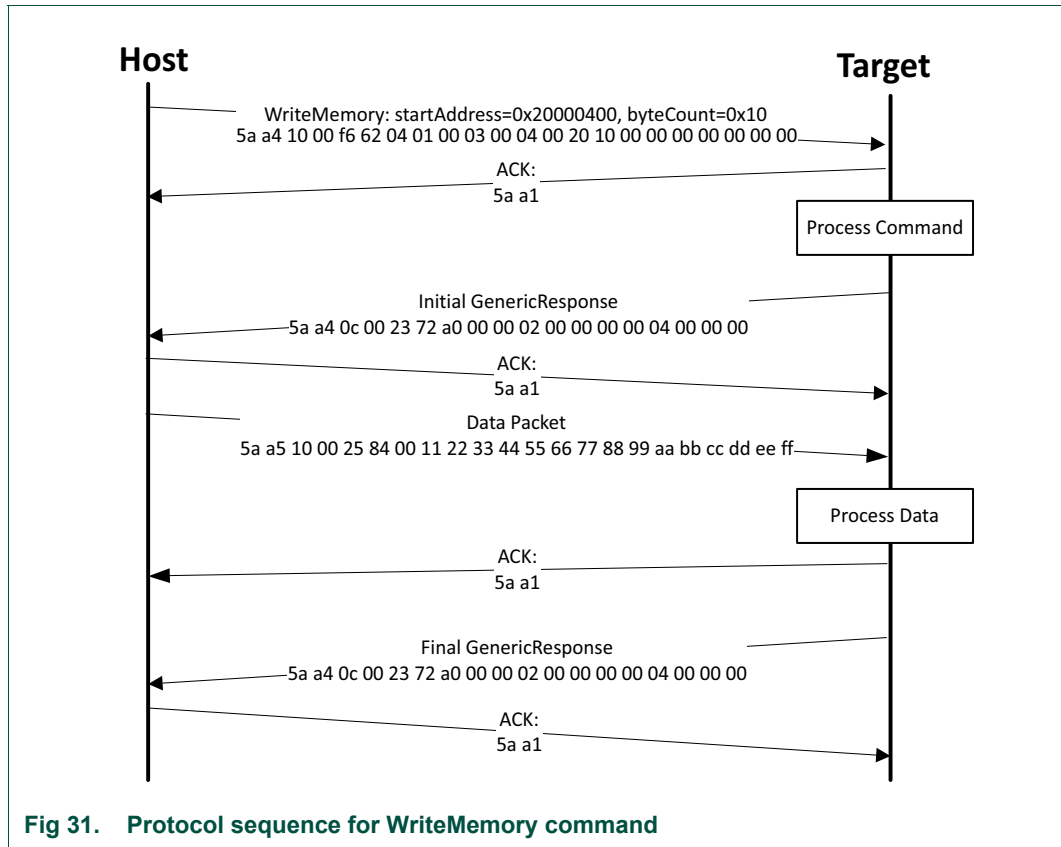 Host
Target
WriteMemory: startAddress=0x20000400, byteCount=0x10
5a a4 10 00 f6 62 04 01 00 03 00 04 00 20 10 00 00 00 00 00 00 00
ACK:
5a a1
Process Command
Initial GenericResponse
5a a4 0c 00 23 72 a0 00 00 02 00 00 00 00 04 00 00 00
ACK:
5a a1
Data Packet
5a a5 10 00 25 84 00 11 22 33 44 55 66 77 88 99 aa bb cc dd ee ff
Process Data
ACK:
5a a1
Final GenericResponse
5a a4 0c 00 23 72 a0 00 00 02 00 00 00 00 04 00 00 00
ACK:
5a a1
Fig 31. Protocol sequence for WriteMemory command